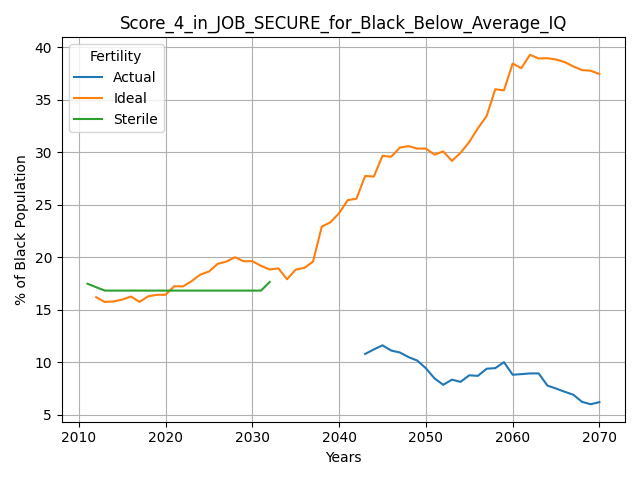 Score_4_in_JOB_SECURE_for_Black_Below_Average_IQ
Fertility
Actual
Ideal
Sterile
% of Black Population
40
35
30
25
20
15
10
5
2010 2020 2030 2040 2050 2060 2070
Years